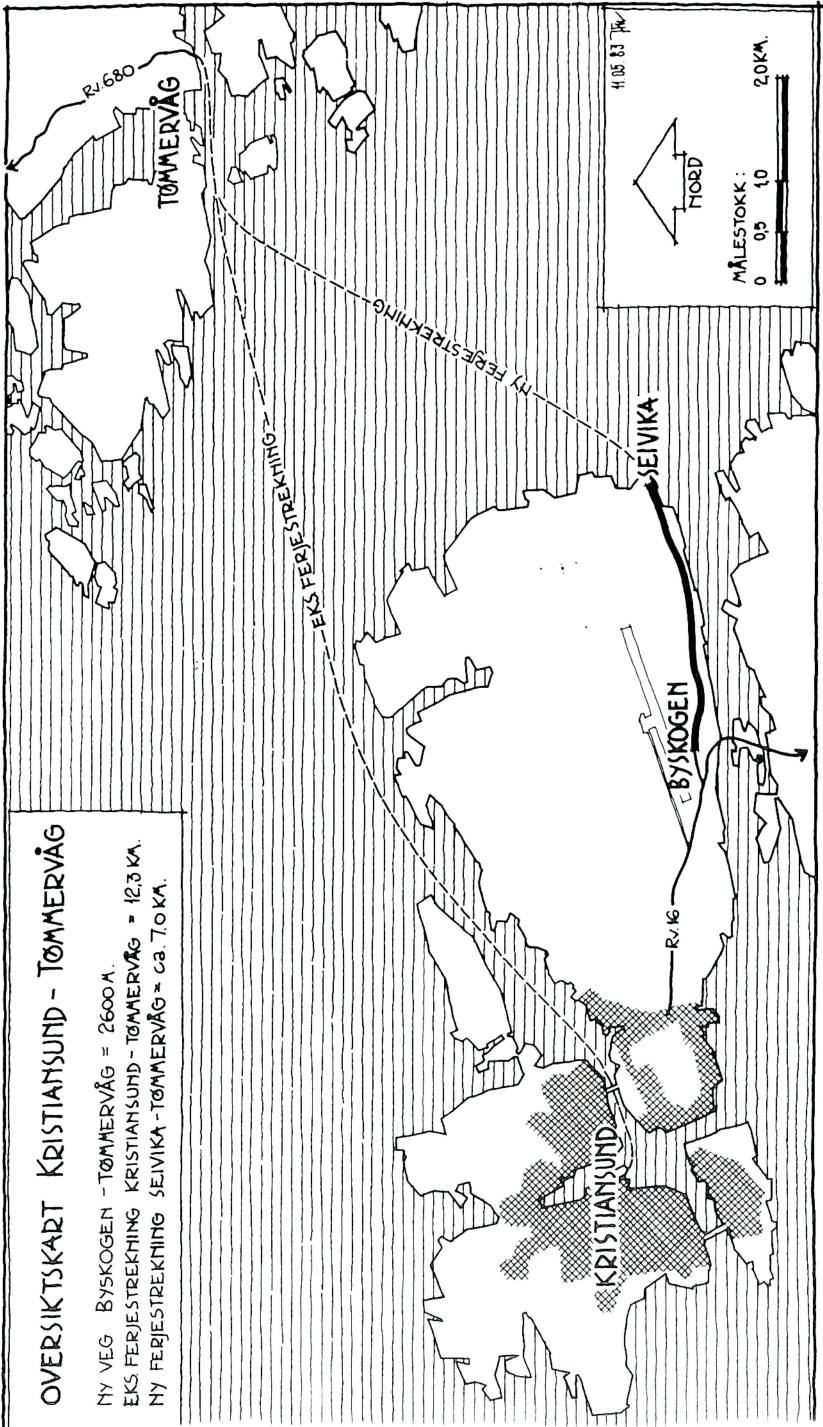 OVERSIKTSKART KRISTIANSUND - TØMMERVÅG
NY VEG BYSKOGEN - TØMMERVÅG = 2600 M.
EKS FERJESTREKNING KRISTIANSUND - TØMMERVÅG = 12,3 KM.
NY FERJESTREKNING SEIVIKA - TØMMERVÅG = ca. 7.0 KM.
RV. 680
TØMMERVÅG
EKS FERJESTREKNING
NY FERJESTREKNING
SEIVIKA
BYSKOGEN
RV. 16
KRISTIANSUND
11.05.83
NORD
MÅLESTOKK:
0 0,5 1,0 2,0 KM.